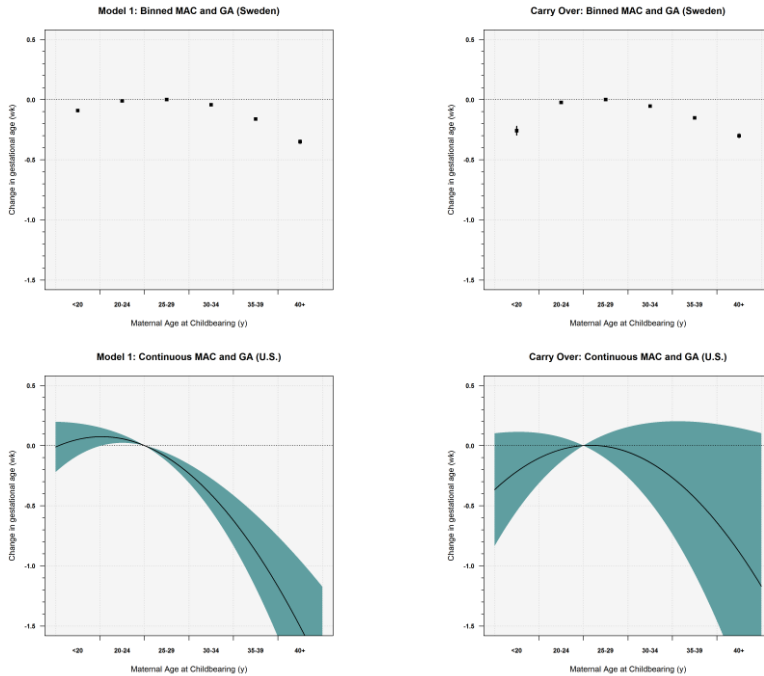 Model 1: Binned MAC and GA (Sweden)
Change in gestational age (wk)
0.5
0.0
-0.5
-1.0
-1.5
<20 20-24 25-29 30-34 35-39 40+
Maternal Age at Childbearing (y)
Carry Over: Binned MAC and GA (Sweden)
Change in gestational age (wk)
0.5
0.0
-0.5
-1.0
-1.5
<20 20-24 25-29 30-34 35-39 40+
Maternal Age at Childbearing (y)
Model 1: Continuous MAC and GA (U.S.)
Change in gestational age (wk)
0.5
0.0
-0.5
-1.0
-1.5
<20 20-24 25-29 30-34 35-39 40+
Maternal Age at Childbearing (y)
Carry Over: Continuous MAC and GA (U.S.)
Change in gestational age (wk)
0.5
0.0
-0.5
-1.0
-1.5
<20 20-24 25-29 30-34 35-39 40+
Maternal Age at Childbearing (y)